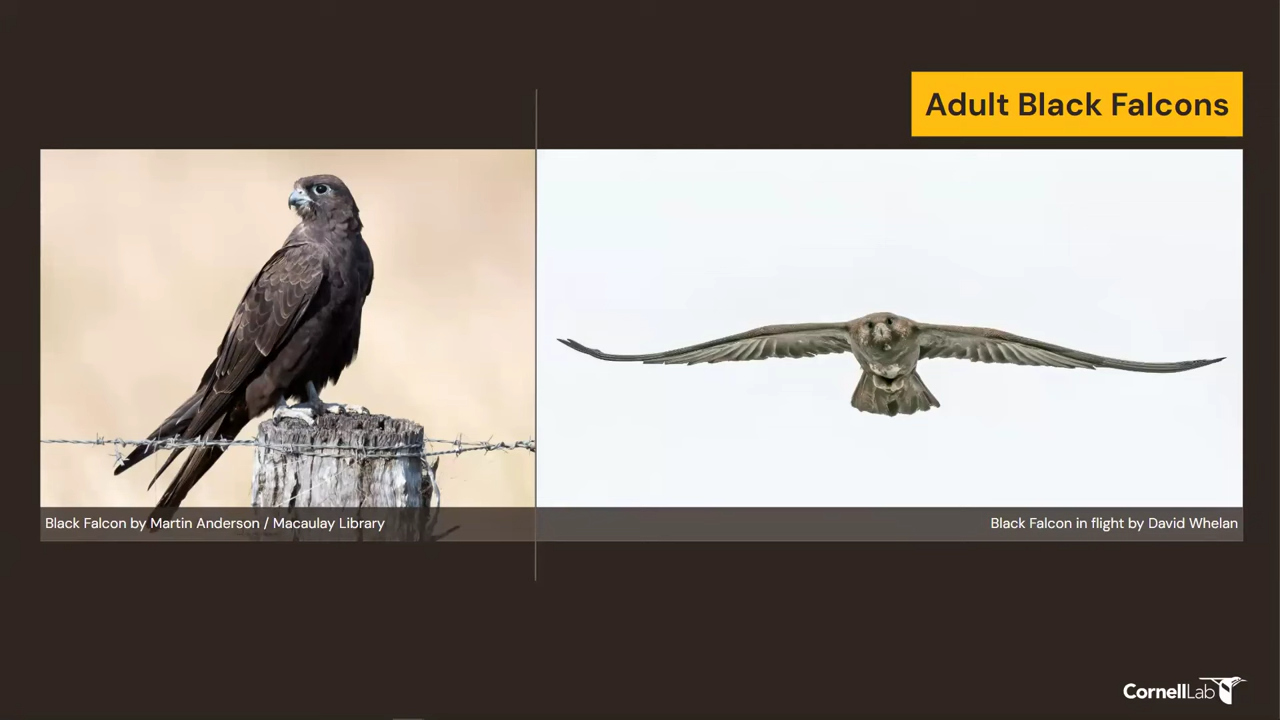 Adult Black Falcons
Black Falcon by Martin Anderson / Macaulay Library
Black Falcon in flight by David Whelan
CornellLab